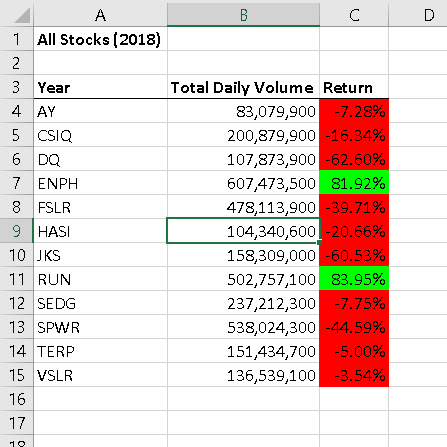 A B C D
1 All Stocks (2018)
2
3 Year Total Daily Volume Return
4 AY 83,079,900 -7.28%
5 CSIQ 200,879,900 -16.34%
6 DQ 107,873,900 -62.60%
7 ENPH 607,473,500 81.92%
8 FSLR 478,113,900 -39.71%
9 HASI 104,340,600 -20.66%
10 JKS 158,309,000 -60.53%
11 RUN 502,757,100 83.95%
12 SEDG 237,212,300 -7.75%
13 SPWR 538,024,300 -44.59%
14 TERP 151,434,700 -5.00%
15 VSLR 136,539,100 -3.54%
16
17
18